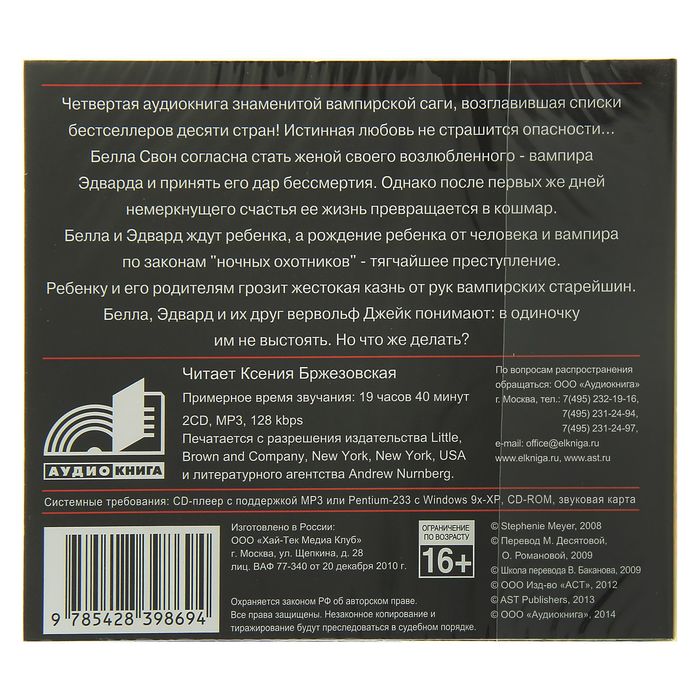 Четвертая аудиокнига знаменитой вампирской саги, возглавившая списки
бестселлеров десяти стран! Истинная любовь не страшится опасности...
Белла Свон согласна стать женой своего возлюбленного - вампира
Эдварда и принять его дар бессмертия. Однако после первых же дней
немеркнущего счастья ее жизнь превращается в кошмар.
Белла и Эдвард ждут ребенка, а рождение ребенка от человека и вампира
по законам "ночных охотников" - тягчайшее преступление.
Ребенку и его родителям грозит жестокая казнь от рук вампирских старейшин.
Белла, Эдвард и их друг вервольф Джейк понимают: в одиночку
им не выстоять. Но что же делать?
АУДИОКНИГА
Читает Ксения Бржезовская
Примерное время звучания: 19 часов 40 минут
2CD, MP3, 128 kbps
Печатается с разрешения издательства Little,
Brown and Company, New York, New York, USA
и литературного агентства Andrew Nurnberg.
По вопросам распространения
обращаться: ООО «Аудиокнига»
г. Москва, тел.: 7(495) 232-19-16,
7(495) 231-24-94,
7(495) 231-24-97,
e-mail: office@elkniga.ru
www.elkniga.ru, www.ast.ru
Системные требования: CD-плеер с поддержкой MP3 или Pentium-233 с Windows 9x-XP, CD-ROM, звуковая карта
9 785428 398694
Изготовлено в России:
ООО «Хай-Тек Медиа Клуб»
г. Москва, ул. Щепкина, д. 28
лиц. ВАФ 77-340 от 20 декабря 2010 г.
Охраняется законом РФ об авторском праве.
Все права защищены. Незаконное копирование и
тиражирование будут преследоваться в судебном порядке.
ОГРАНИЧЕНИЕ
ПО ВОЗРАСТУ
16+
© Stephenie Meyer, 2008
© Перевод М. Десятовой,
О. Романовой, 2009
© Школа перевода В. Баканова, 2009
© ООО Изд-во «АСТ», 2012
© AST Publishers, 2013
© ООО «Аудиокнига», 2014